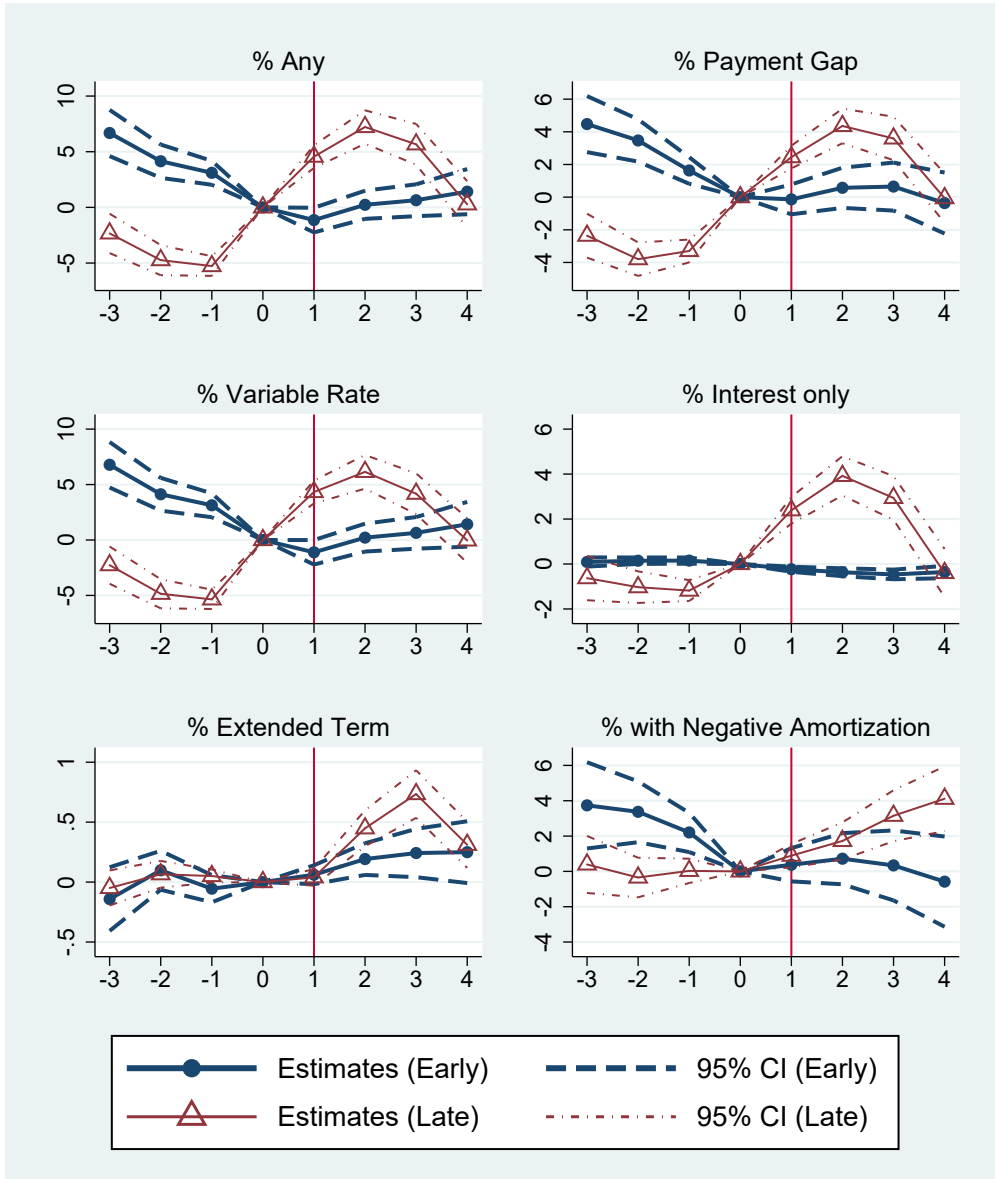 % Any
10
5
0
-5
-3 -2 -1 0 1 2 3 4
% Payment Gap
6
4
2
0
-2
-4
-3 -2 -1 0 1 2 3 4
% Variable Rate
10
5
0
-5
-3 -2 -1 0 1 2 3 4
% Interest only
6
4
2
0
-2
-3 -2 -1 0 1 2 3 4
% Extended Term
1
.5
0
-.5
-3 -2 -1 0 1 2 3 4
% with Negative Amortization
6
4
2
0
-2
-4
-3 -2 -1 0 1 2 3 4
Estimates (Early) 95% CI (Early)
Estimates (Late) 95% CI (Late)